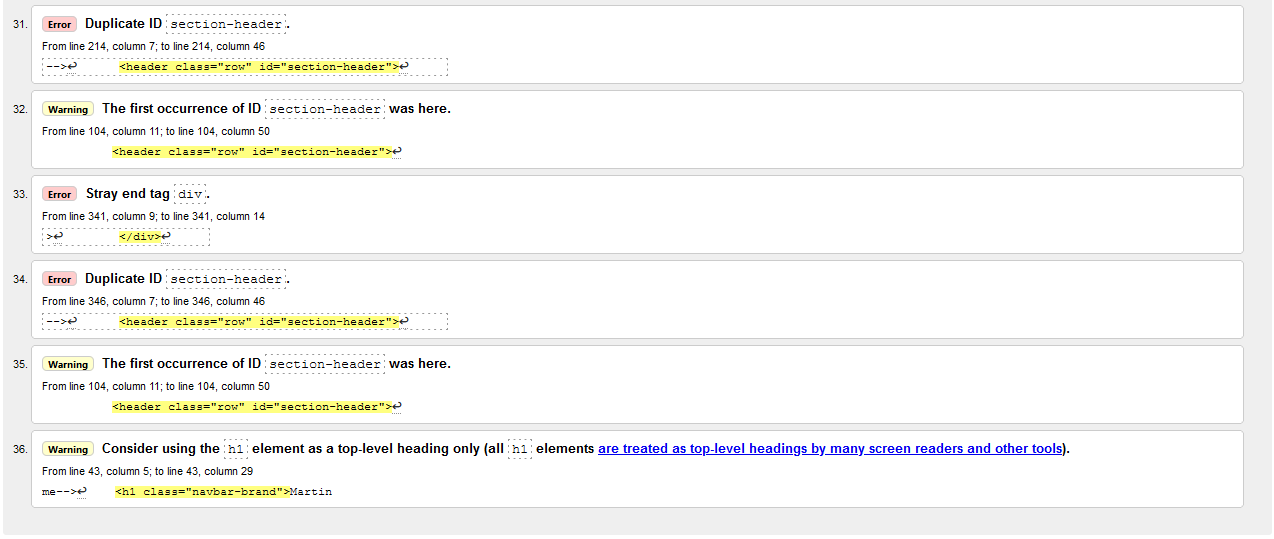 31. Error Duplicate ID section-header.
From line 214, column 7; to line 214, column 46
-->↩ <header class="row" id="section-header">↩
32. Warning The first occurrence of ID section-header was here.
From line 104, column 11; to line 104, column 50
<header class="row" id="section-header">↩
33. Error Stray end tag div.
From line 341, column 9; to line 341, column 14
>↩ </div>↩
34. Error Duplicate ID section-header.
From line 346, column 7; to line 346, column 46
-->↩ <header class="row" id="section-header">↩
35. Warning The first occurrence of ID section-header was here.
From line 104, column 11; to line 104, column 50
<header class="row" id="section-header">↩
36. Warning Consider using the h1 element as a top-level heading only (all h1 elements are treated as top-level headings by many screen readers and other tools).
From line 43, column 5; to line 43, column 29
me-->↩ <h1 class="navbar-brand">Martin